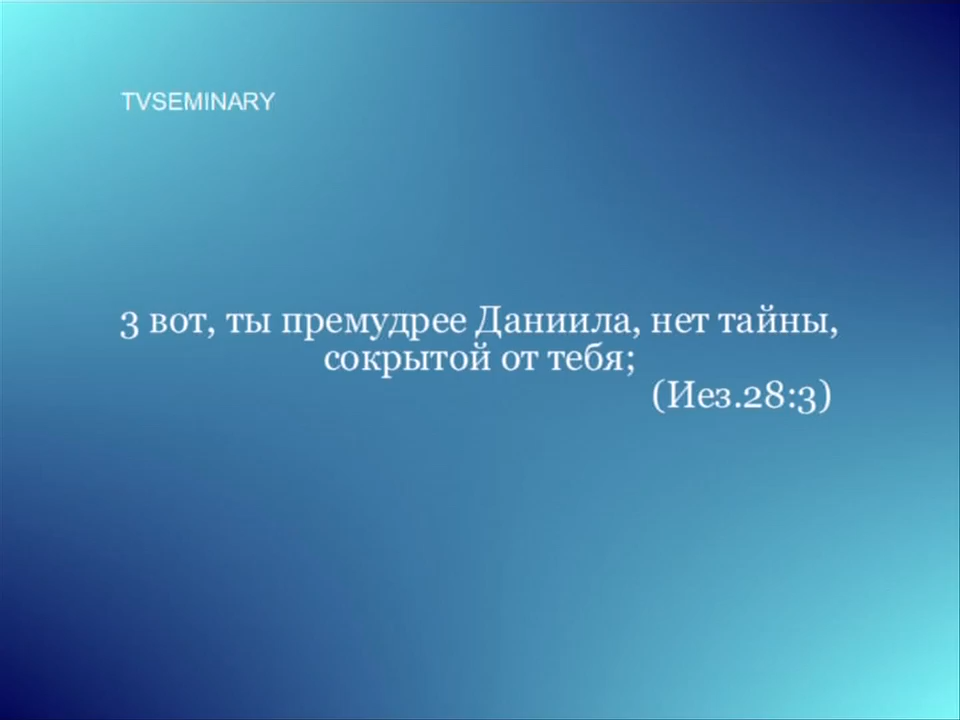 TVSEMINARY
3 вот, ты премудрее Даниила, нет тайны,
сокрытой от тебя;
(Иез.28:3)